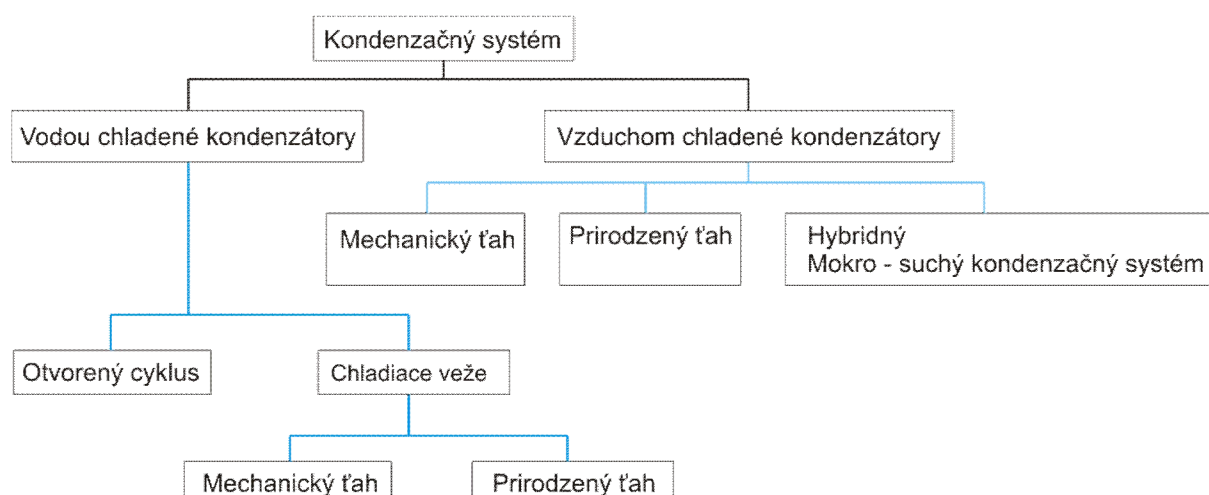 Kondenzačný systém
Vodou chladené kondenzátory
Vzduchom chladené kondenzátory
Mechanický ťah
Prirodzený ťah
Hybridný
Mokro - suchý kondenzačný systém
Otvorený cyklus
Chladiace veže
Mechanický ťah
Prirodzený ťah